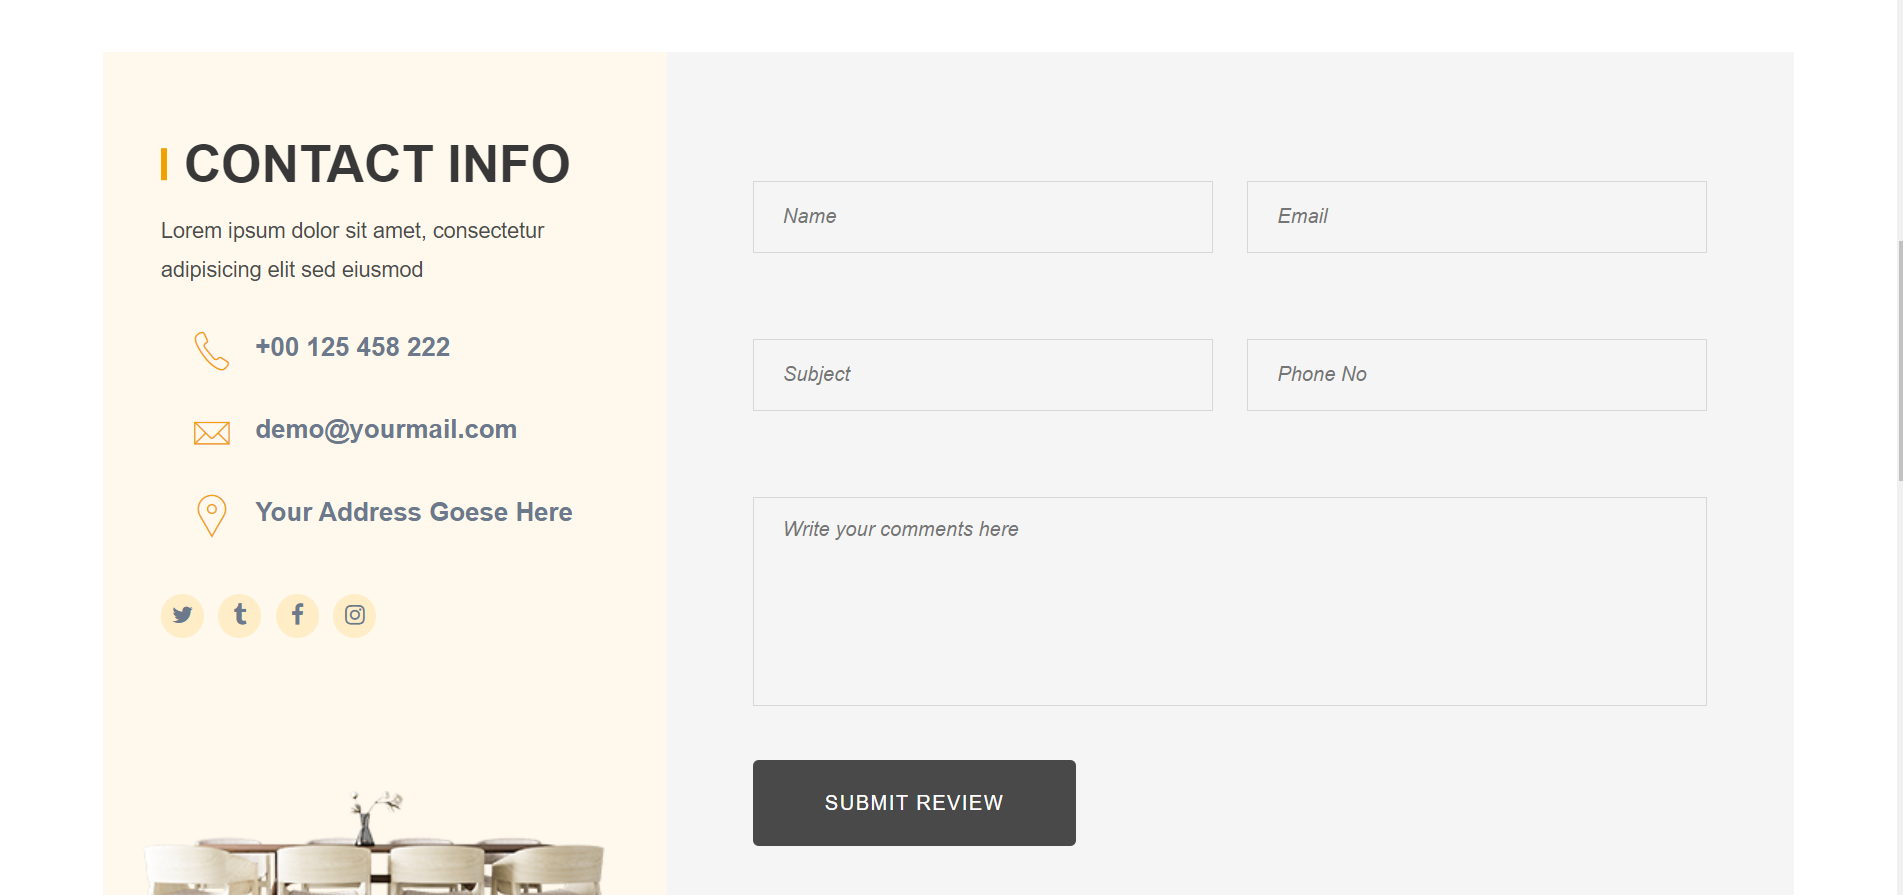 CONTACT INFO
Lorem ipsum dolor sit amet, consectetur
adipisicing elit sed eiusmod
+00 125 458 222
demo@yourmail.com
Your Address Goese Here
Name
Email
Subject
Phone No
Write your comments here
SUBMIT REVIEW